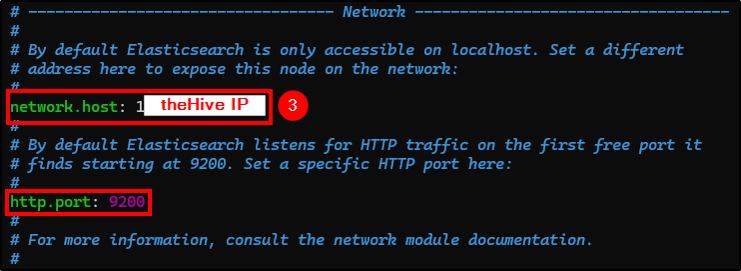 # ---------------------------------- Network -----------------------------------
#
# By default Elasticsearch is only accessible on localhost. Set a different
# address here to expose this node on the network:
#
network.host: 1 theHive IP 3
#
# By default Elasticsearch listens for HTTP traffic on the first free port it
# finds starting at 9200. Set a specific HTTP port here:
#
http.port: 9200
#
# For more information, consult the network module documentation.
#